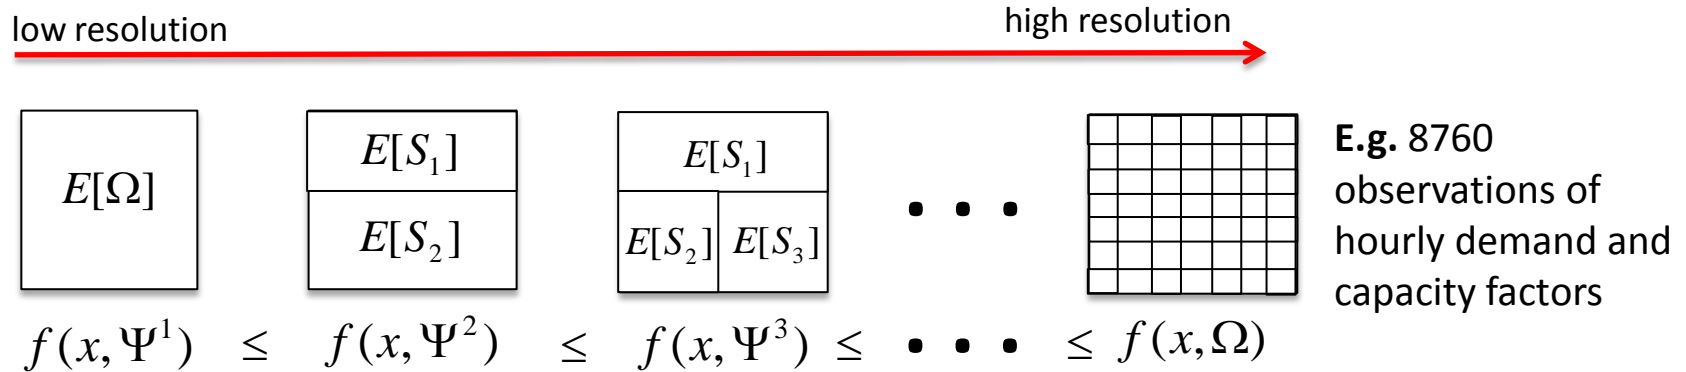 low resolution
high resolution
E[Ω]
E[S₁]
E[S₂]
E[S₁]
E[S₂] E[S₃]
• • •
E.g. 8760
observations of
hourly demand and
capacity factors
f(x,Ψ¹) ≤ f(x,Ψ²) ≤ f(x,Ψ³) ≤ • • • ≤ f(x,Ω)